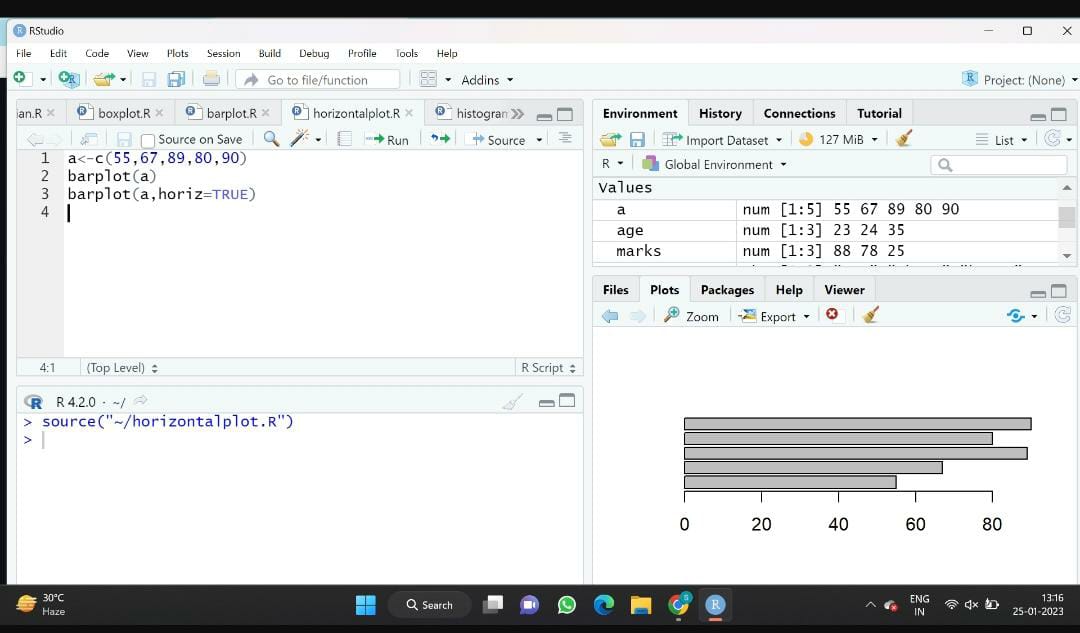 RStudio
File Edit Code View Plots Session Build Debug Profile Tools Help
Go to file/function Addins Project: (None)
ian.R boxplot.R barplot.R horizontalplot.R histogran
Source on Save Run Source
1 a<-c(55,67,89,80,90)
2 barplot(a)
3 barplot(a,horiz=TRUE)
4
4:1 (Top Level) R Script
R 4.2.0 · ~/
> source("~/horizontalplot.R")
>
Environment History Connections Tutorial
Import Dataset 127 MiB List
R Global Environment
Values
a num [1:5] 55 67 89 80 90
age num [1:3] 23 24 35
marks num [1:3] 88 78 25
Files Plots Packages Help Viewer
Zoom Export
0 20 40 60 80
30°C
Haze
Search
ENG
IN
13:16
25-01-2023